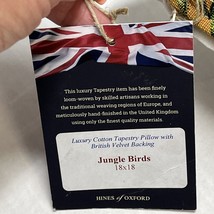 This luxury Tapestry pillow has been finely
loom-woven by skilled artisans working in
the traditional weaving regions of Europe, and
meticulously hand-finished in the United Kingdom
using only the finest quality materials.
Luxury Cotton Tapestry Pillow with
British Velvet Backing
Jungle Birds
18x18
HINES of OXFORD